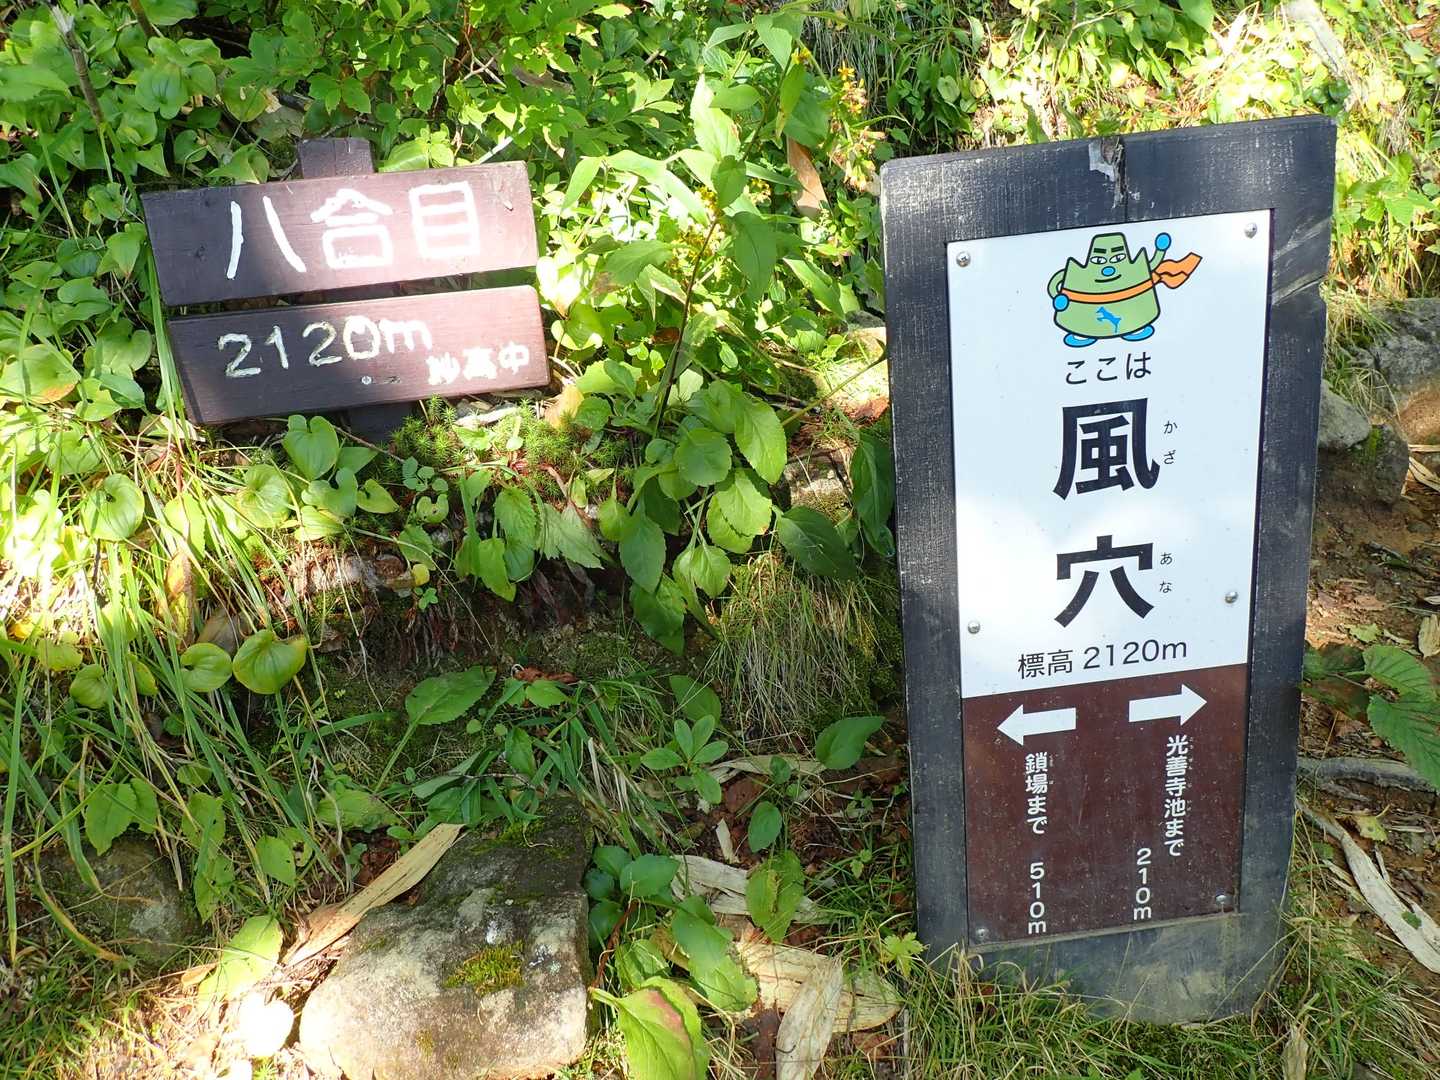 八合目
2120m
妙高中
ここは
風穴
かざ
あな
標高 2120m
鎖場まで 510m
光善寺池まで 210m